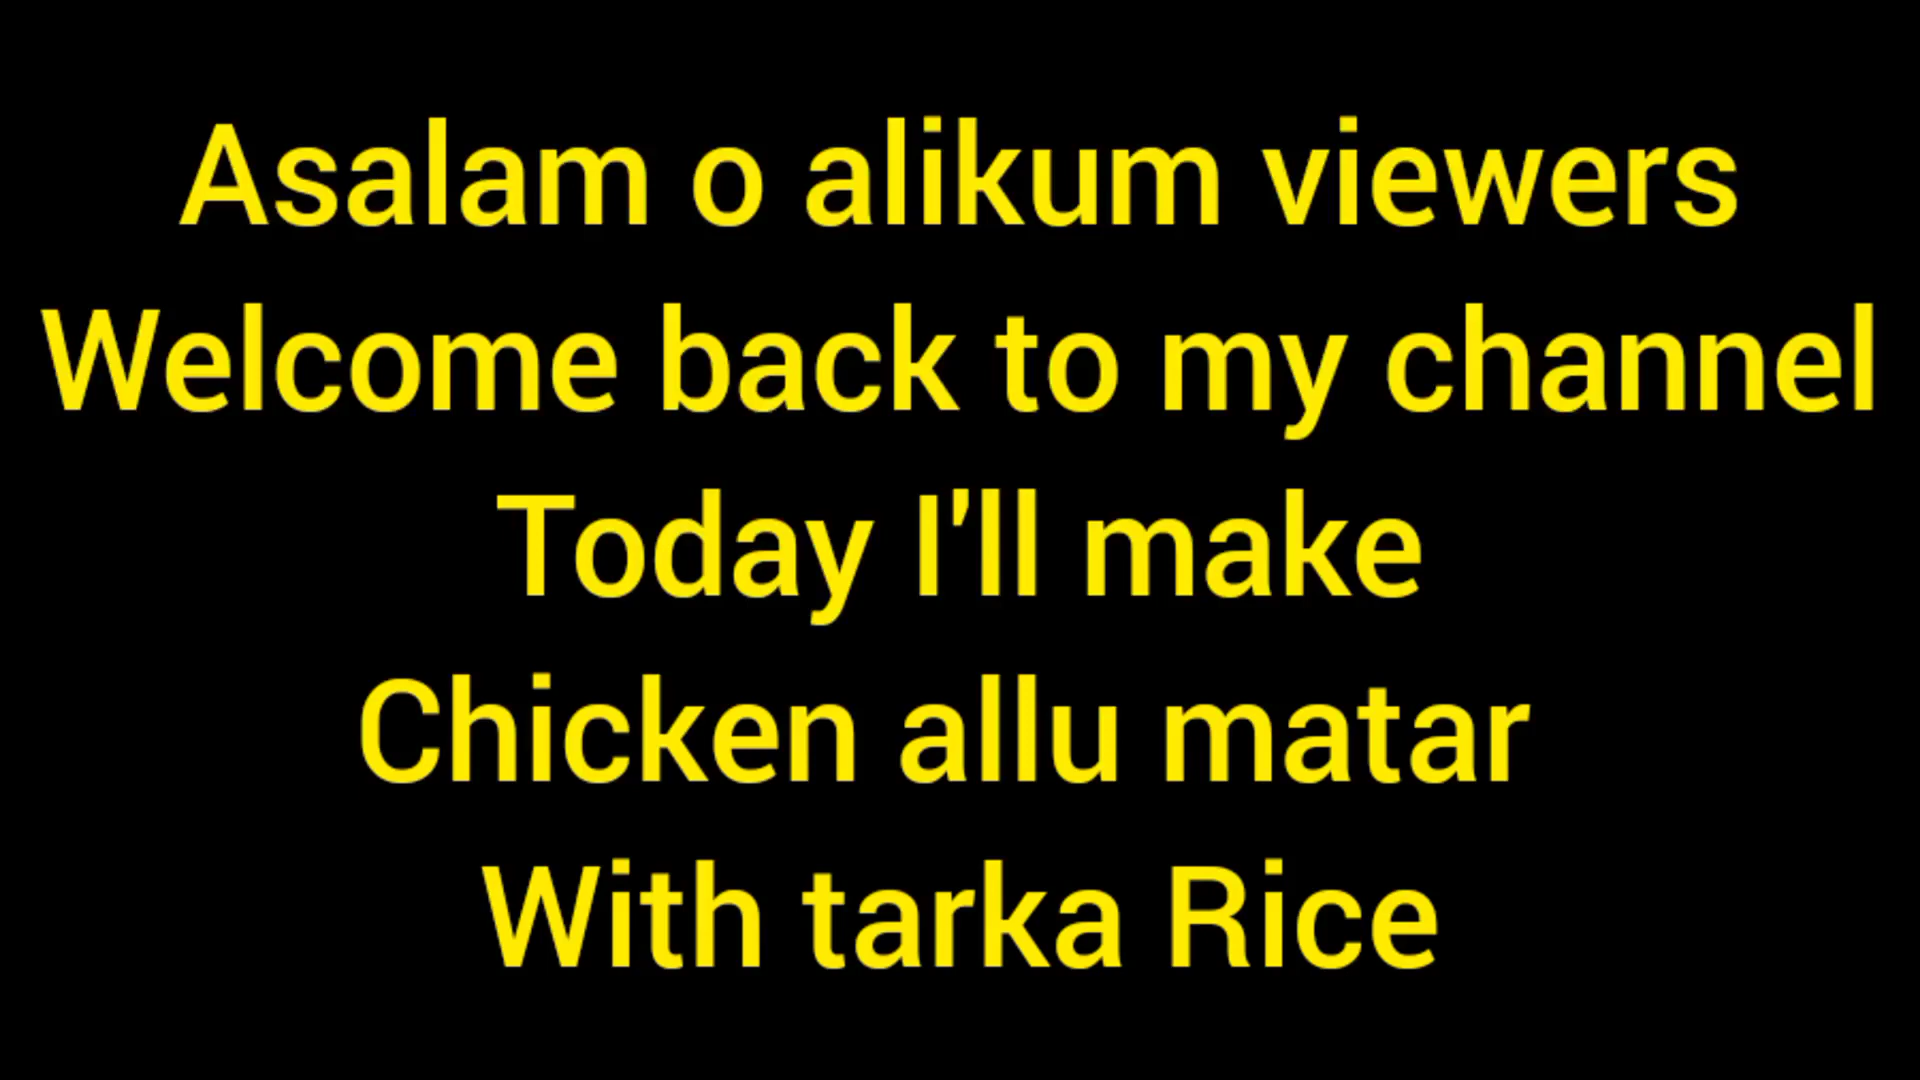 Asalam o alikum viewers
Welcome back to my channel
Today I'll make
Chicken allu matar
With tarka Rice